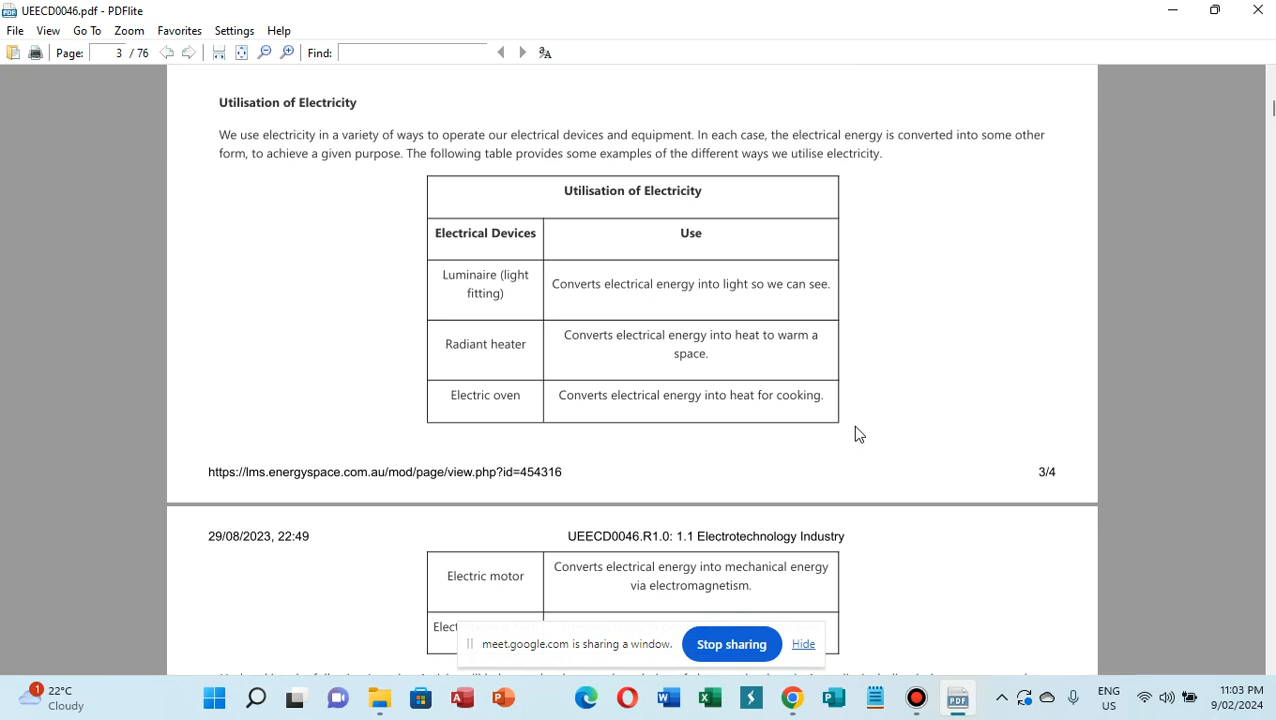 UEECD0046.pdf - PDFlite
File View Go To Zoom Favorites Settings Help
Page: 3 / 76 Find:
Utilisation of Electricity
We use electricity in a variety of ways to operate our electrical devices and equipment. In each case, the electrical energy is converted into some other
form, to achieve a given purpose. The following table provides some examples of the different ways we utilise electricity.
Utilisation of Electricity
Electrical Devices Use
Luminaire (light
fitting)
Converts electrical energy into light so we can see.
Radiant heater
Converts electrical energy into heat to warm a
space.
Electric oven Converts electrical energy into heat for cooking.
https://lms.energyspace.com.au/mod/page/view.php?id=454316 3/4
29/08/2023, 22:49 UEECD0046.R1.0: 1.1 Electrotechnology Industry
Electric motor
Converts electrical energy into mechanical energy
via electromagnetism.
meet.google.com is sharing a window. Stop sharing Hide
1
22°C
Cloudy
ENG
US
11:03 PM
9/02/2024